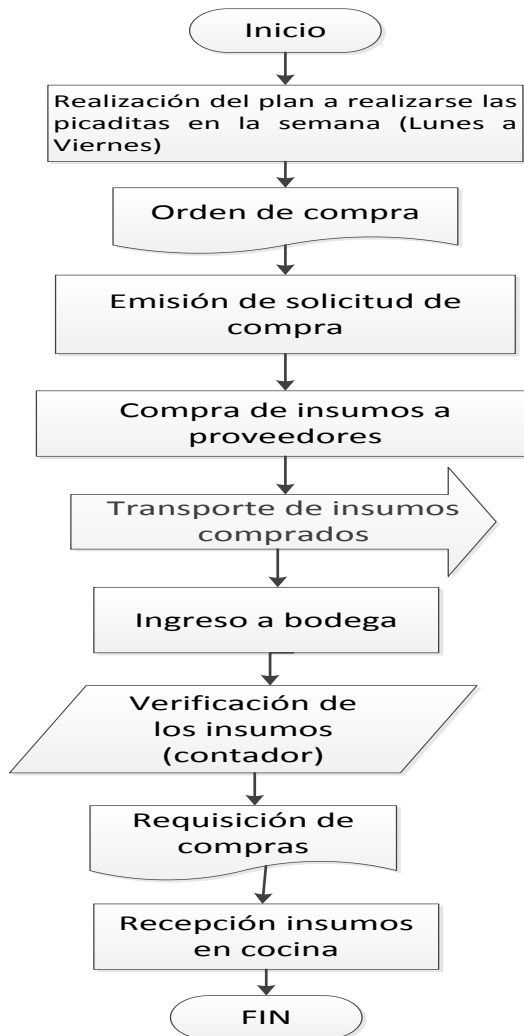 Inicio
Realización del plan a realizarse las
picaditas en la semana (Lunes a
Viernes)
Orden de compra
Emisión de solicitud de
compra
Compra de insumos a
proveedores
Transporte de insumos
comprados
Ingreso a bodega
Verificación de
los insumos
(contador)
Requisición de
compras
Recepción insumos
en cocina
FIN